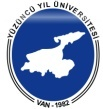 YÜZÜNCÜ YIL ÜNİVERSİTESİ
VAN - 1982